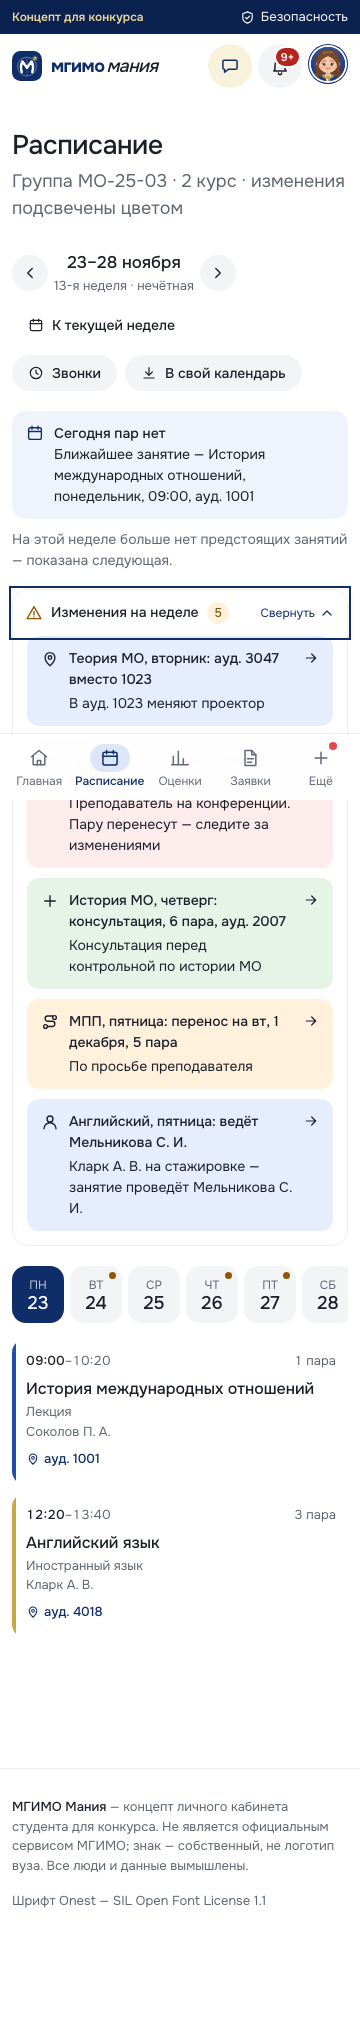 Концепт для конкурса
Безопасность
М
мгимо мания
9+
Расписание
Группа МО-25-03 · 2 курс · изменения
подсвечены цветом
23–28 ноября
13-я неделя · нечётная
К текущей неделе
Звонки
В свой календарь
Сегодня пар нет
Ближайшее занятие — История
международных отношений,
понедельник, 09:00, ауд. 1001
На этой неделе больше нет предстоящих занятий
— показана следующая.
Изменения на неделе 5
Свернуть
Теория МО, вторник: ауд. 3047
вместо 1023
В ауд. 1023 меняют проектор
Главная
Расписание
Оценки
Заявки
Ещё
Преподаватель на конференции.
Пару перенесут — следите за
изменениями
История МО, четверг:
консультация, 6 пара, ауд. 2007
Консультация перед
контрольной по истории МО
МПП, пятница: перенос на вт, 1
декабря, 5 пара
По просьбе преподавателя
Английский, пятница: ведёт
Мельникова С. И.
Кларк А. В. на стажировке —
занятие проведёт Мельникова С.
И.
ПН ВТ СР ЧТ ПТ СБ
23 24 25 26 27 28
09:00–10:20
1 пара
История международных отношений
Лекция
Соколов П. А.
ауд. 1001
12:20–13:40
3 пара
Английский язык
Иностранный язык
Кларк А. В.
ауд. 4018
МГИМО Мания — концепт личного кабинета
студента для конкурса. Не является официальным
сервисом МГИМО; знак — собственный, не логотип
вуза. Все люди и данные вымышлены.
Шрифт Onest — SIL Open Font License 1.1